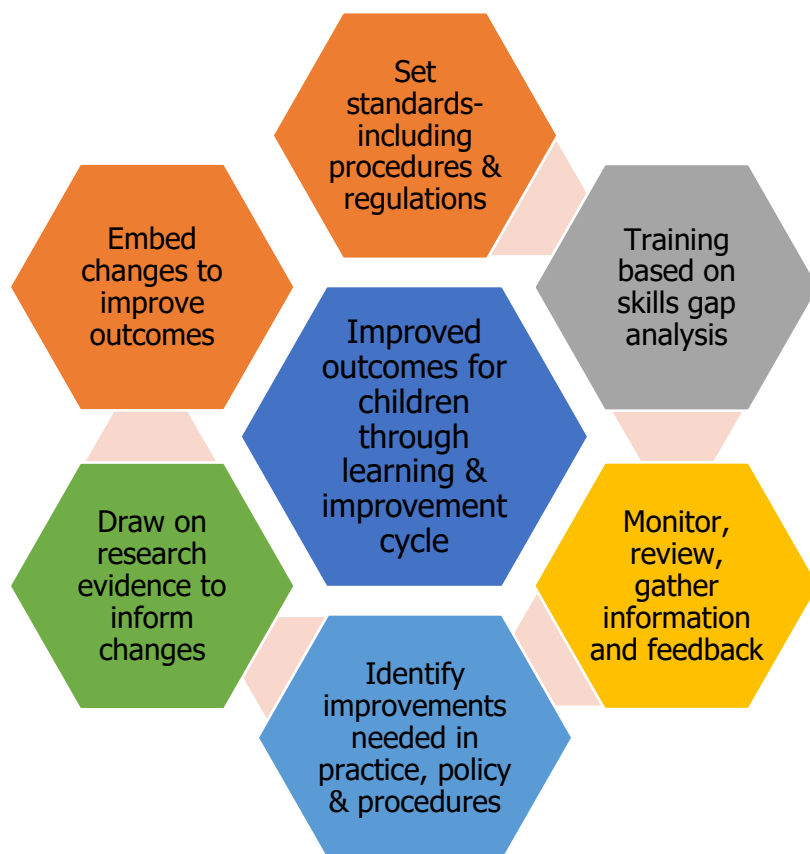 Set
standards-
including
procedures &
regulations
Training
based on
skills gap
analysis
Monitor,
review,
gather
information
and feedback
Identify
improvements
needed in
practice, policy
& procedures
Draw on
research
evidence to
inform
changes
Embed
changes to
improve
outcomes
Improved
outcomes for
children
through
learning &
improvement
cycle